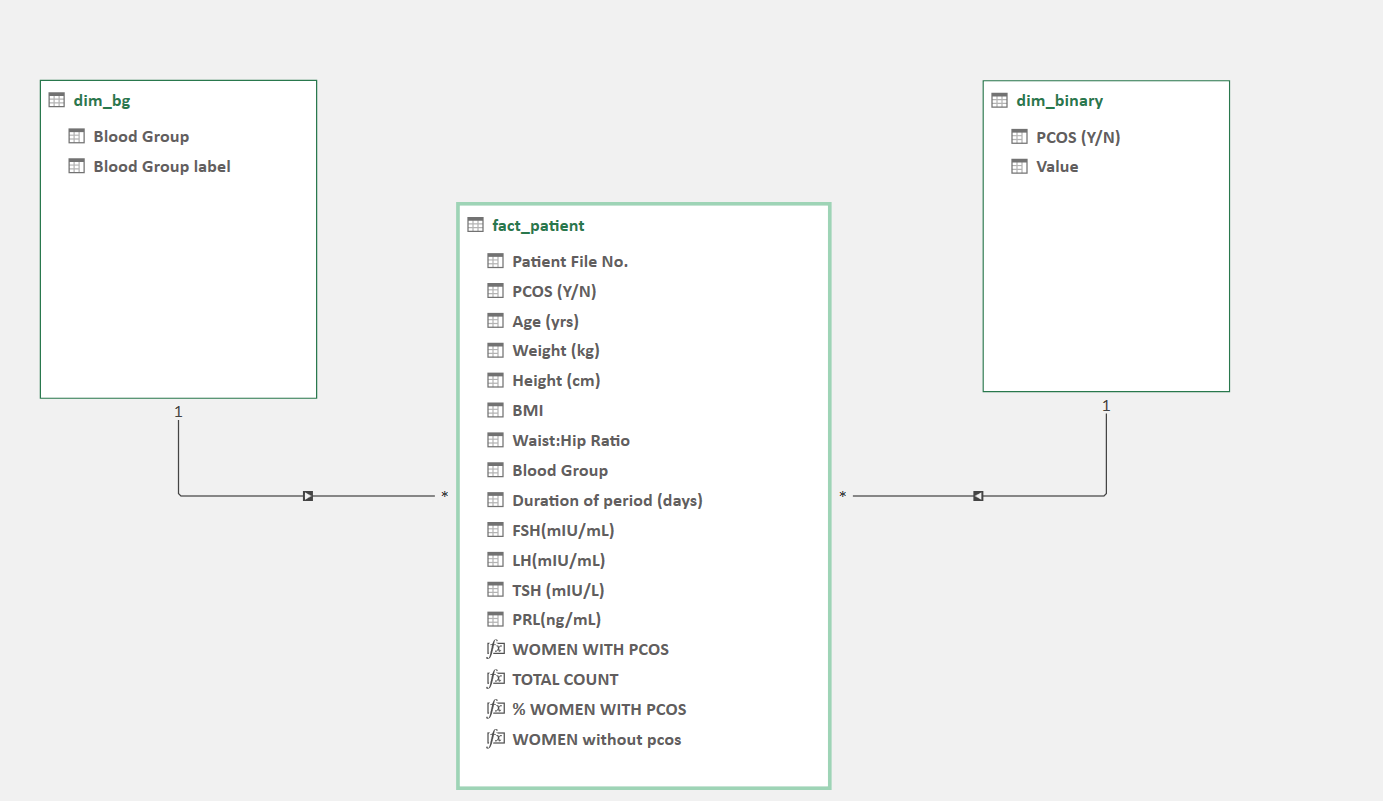 dim_bg
Blood Group
Blood Group label
1
*
fact_patient
Patient File No.
PCOS (Y/N)
Age (yrs)
Weight (kg)
Height (cm)
BMI
Waist:Hip Ratio
Blood Group
Duration of period (days)
FSH(mIU/mL)
LH(mIU/mL)
TSH (mIU/L)
PRL(ng/mL)
WOMEN WITH PCOS
TOTAL COUNT
% WOMEN WITH PCOS
WOMEN without pcos
dim_binary
PCOS (Y/N)
Value
1
*